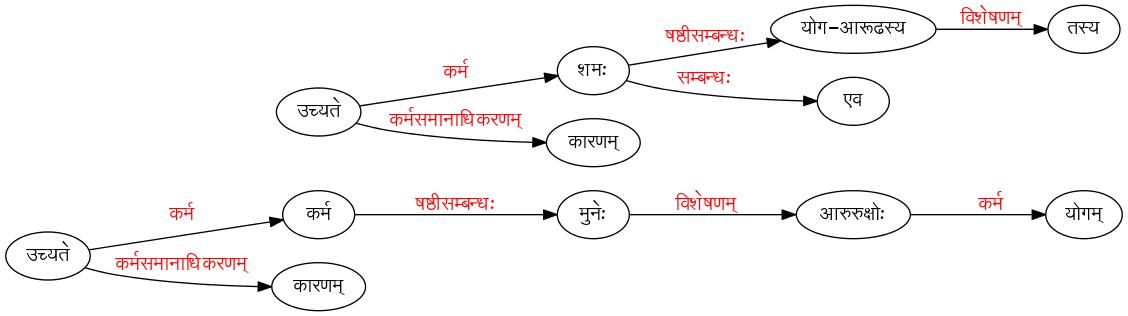 षष्ठीसम्बन्धः योग-आरूढस्य विशेषणम् तस्य
कर्म शमः सम्बन्धः एव
उच्यते कर्मसमानाधिकरणम् कारणम्
कर्म कर्म षष्ठीसम्बन्धः मुनेः विशेषणम् आरुरुक्षोः कर्म योगम्
उच्यते कर्मसमानाधिकरणम् कारणम्